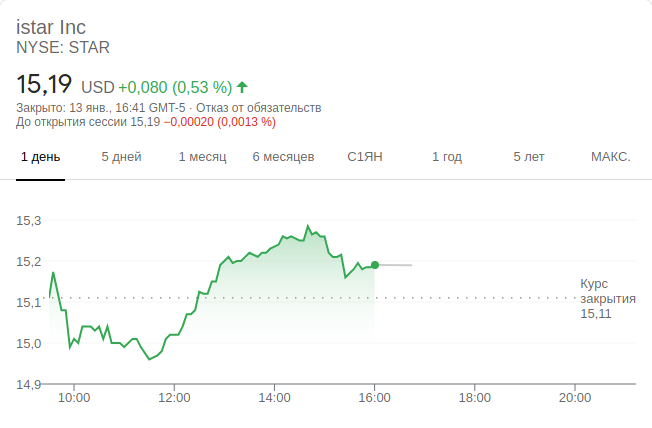 istar Inc
NYSE: STAR
15,19 USD +0,080 (0,53 %)
Закрыто: 13 янв., 16:41 GMT-5 · Отказ от обязательств
До открытия сессии 15,19 −0,00020 (0,0013 %)
1 день 5 дней 1 месяц 6 месяцев С1ЯН 1 год 5 лет МАКС.
15,3
15,2
15,1
15,0
14,9
Курс
закрытия
15,11
10:00 12:00 14:00 16:00 18:00 20:00